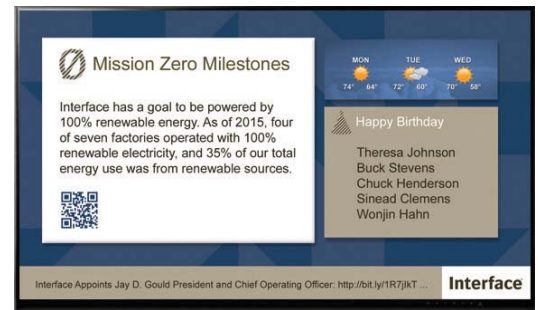 Mission Zero Milestones
Interface has a goal to be powered by
100% renewable energy. As of 2015, four
of seven factories operated with 100%
renewable electricity, and 35% of our total
energy use was from renewable sources.
MON TUE WED
74° 64° 72° 60° 70° 58°
Happy Birthday
Theresa Johnson
Buck Stevens
Chuck Henderson
Sinead Clemens
Wonjin Hahn
Interface Appoints Jay D. Gould President and Chief Operating Officer: http://bit.ly/1R7jIkT ...
Interface